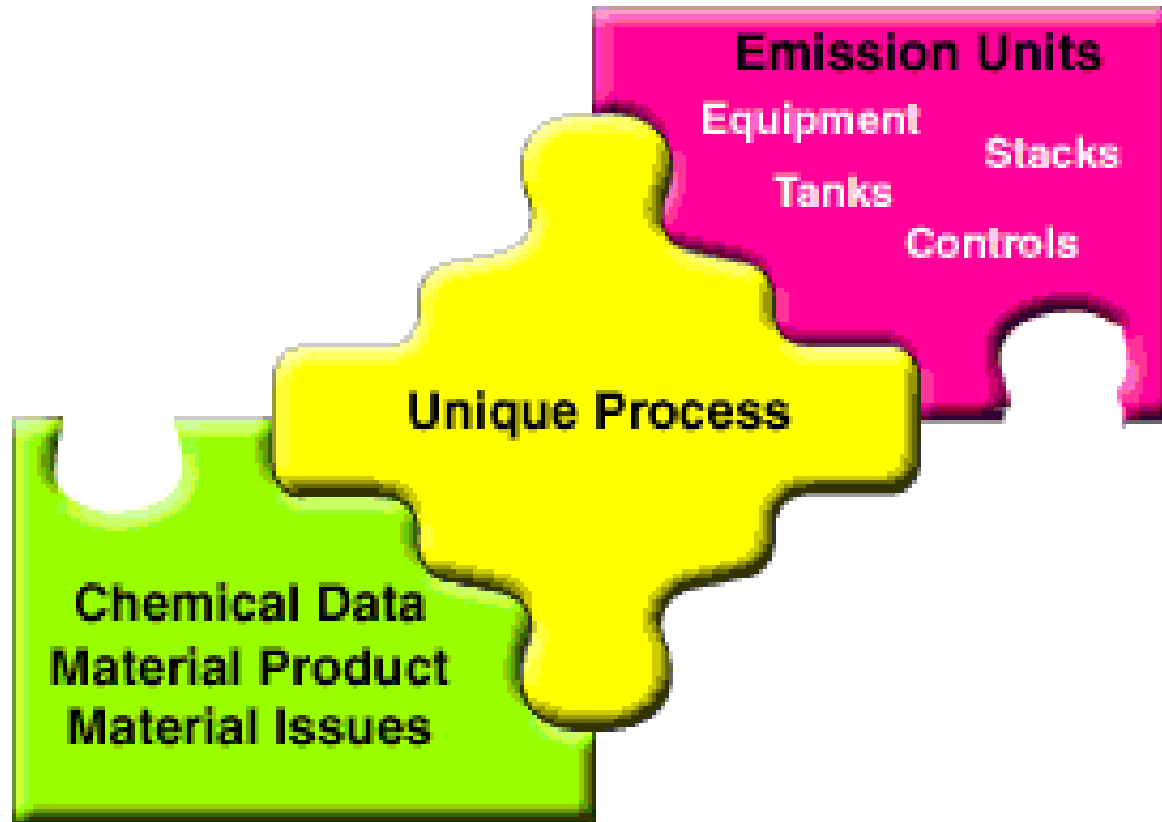 Emission Units
Equipment
Stacks
Tanks
Controls
Unique Process
Chemical Data
Material Product
Material Issues